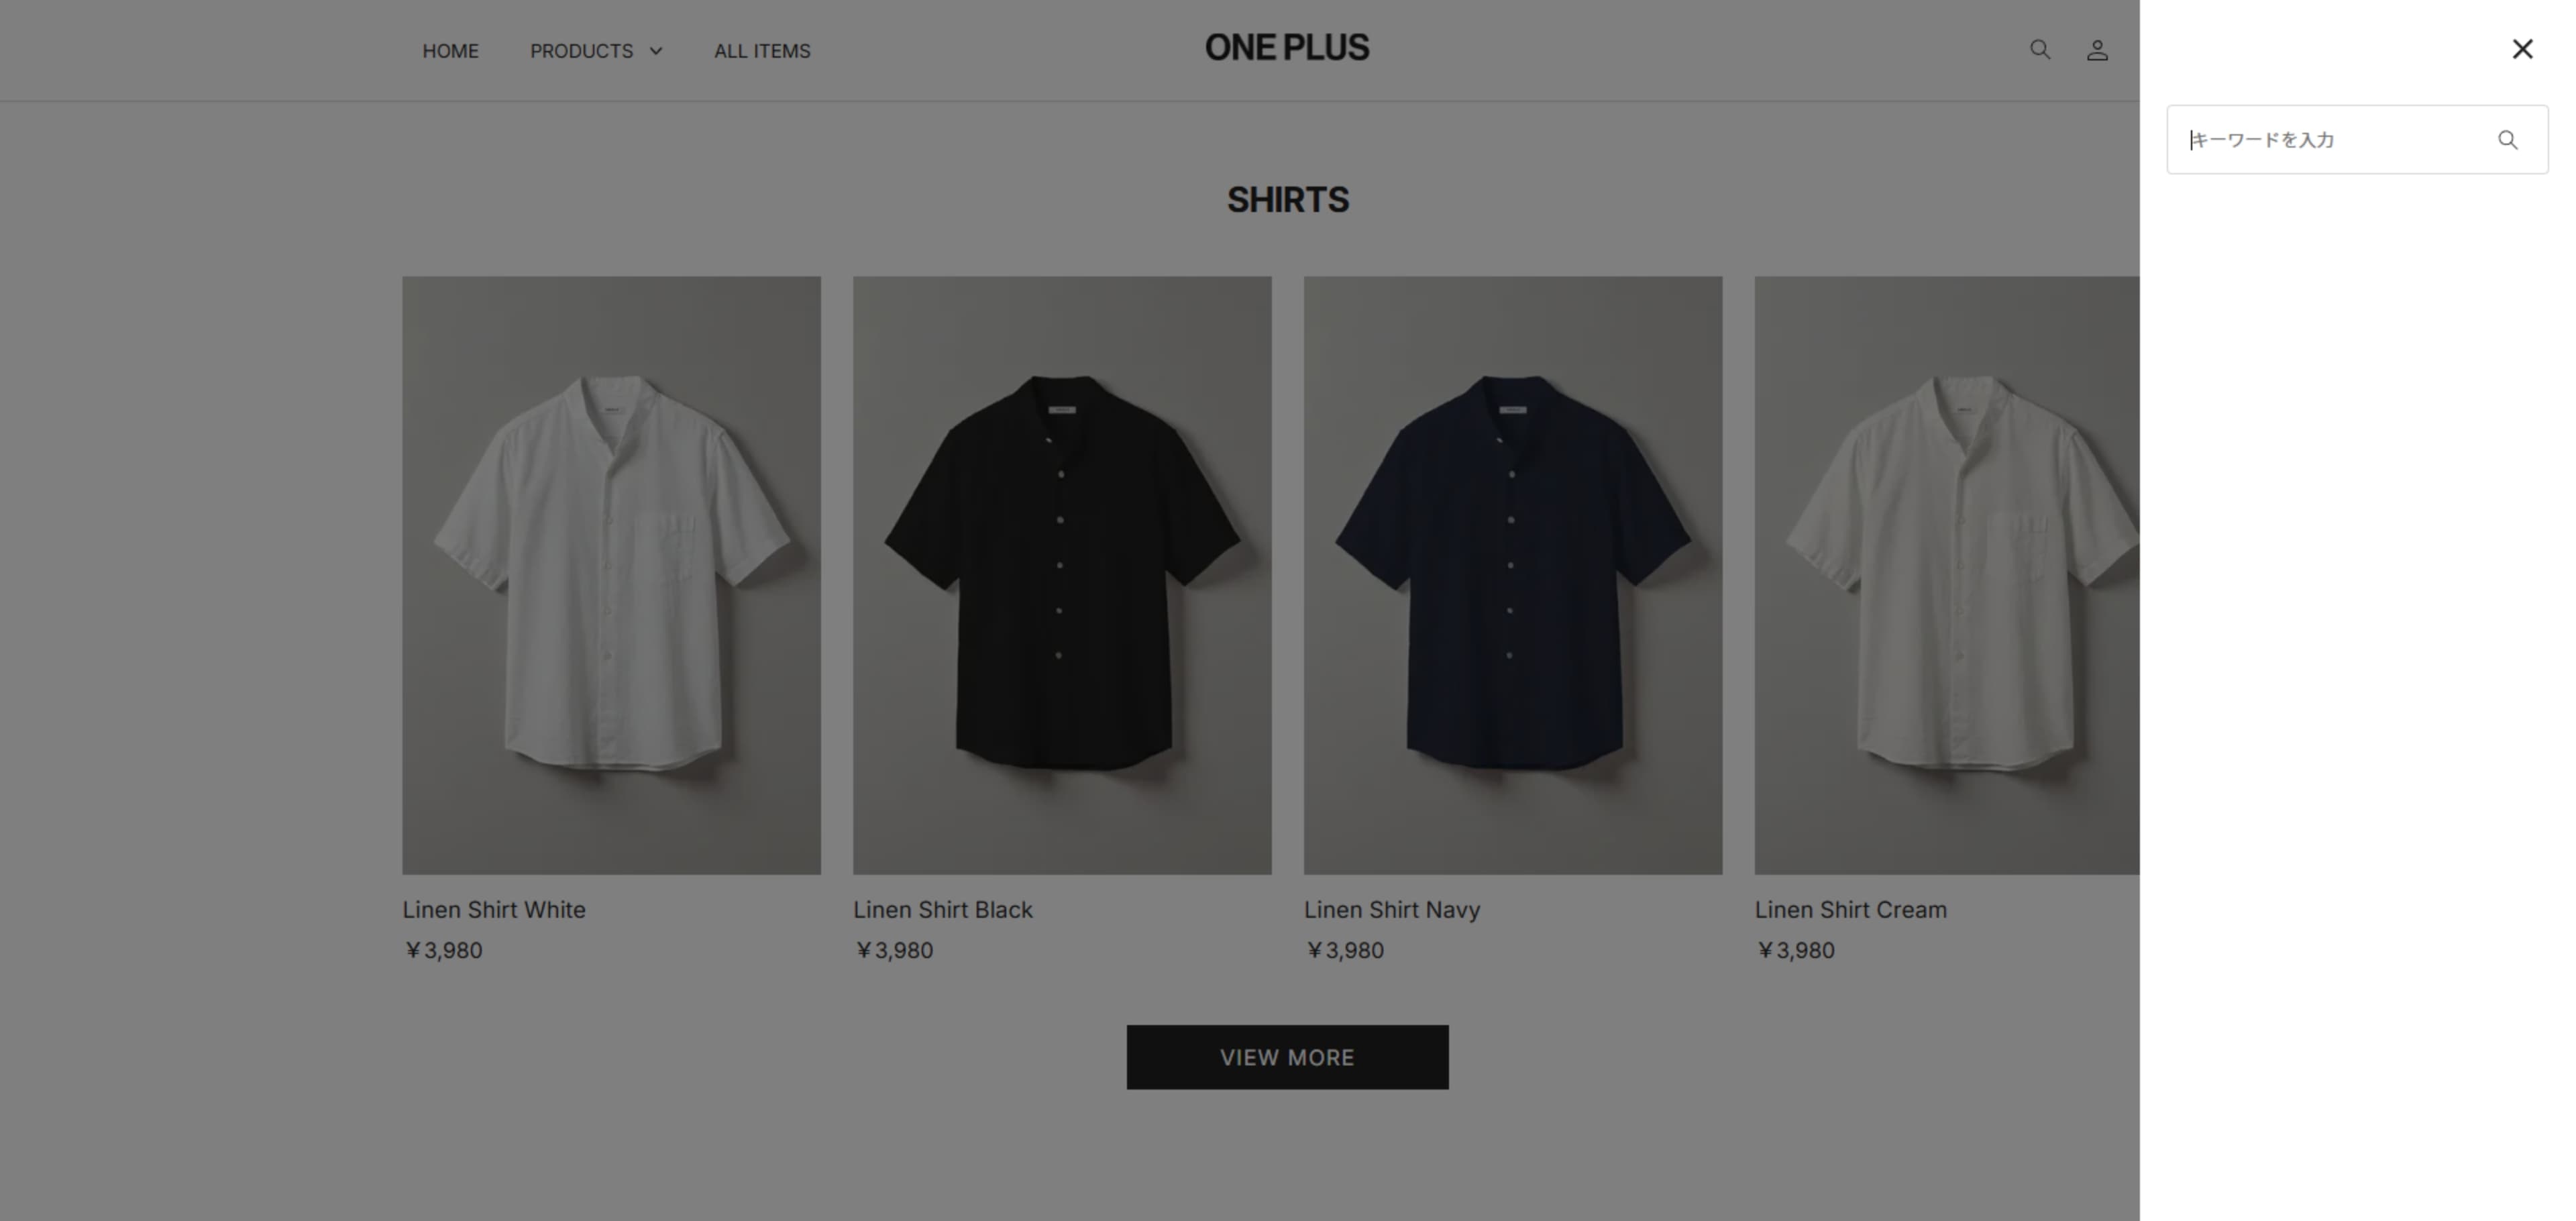 HOME PRODUCTS ALL ITEMS ONE PLUS
キーワードを入力
SHIRTS
Linen Shirt White
¥3,980
Linen Shirt Black
¥3,980
Linen Shirt Navy
¥3,980
Linen Shirt Cream
¥3,980
VIEW MORE